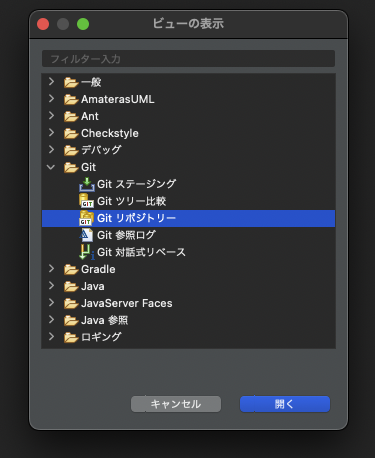 ビューの表示
フィルター入力
一般
AmaterasUML
Ant
Checkstyle
デバッグ
Git
Git ステージング
Git ツリー比較
Git リポジトリー
Git 参照ログ
Git 対話式リベース
Gradle
Java
JavaServer Faces
Java 参照
ロギング
キャンセル
開く